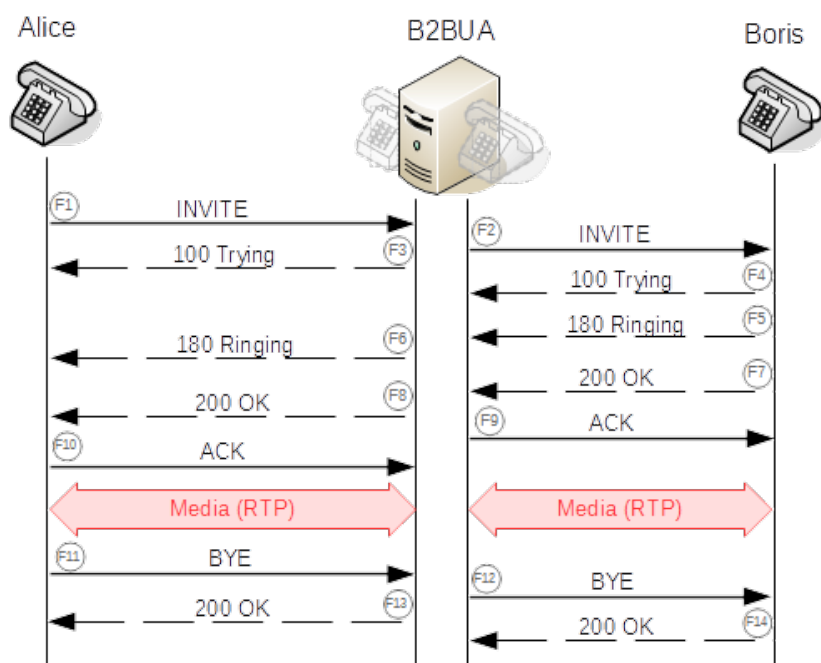 Alice
B2BUA
Boris
F1 INVITE
F2 INVITE
100 Trying F3
100 Trying F4
180 Ringing F5
180 Ringing F6
200 OK F7
200 OK F8
F9 ACK
F10 ACK
Media (RTP)
Media (RTP)
F11 BYE
F12 BYE
200 OK F13
200 OK F14